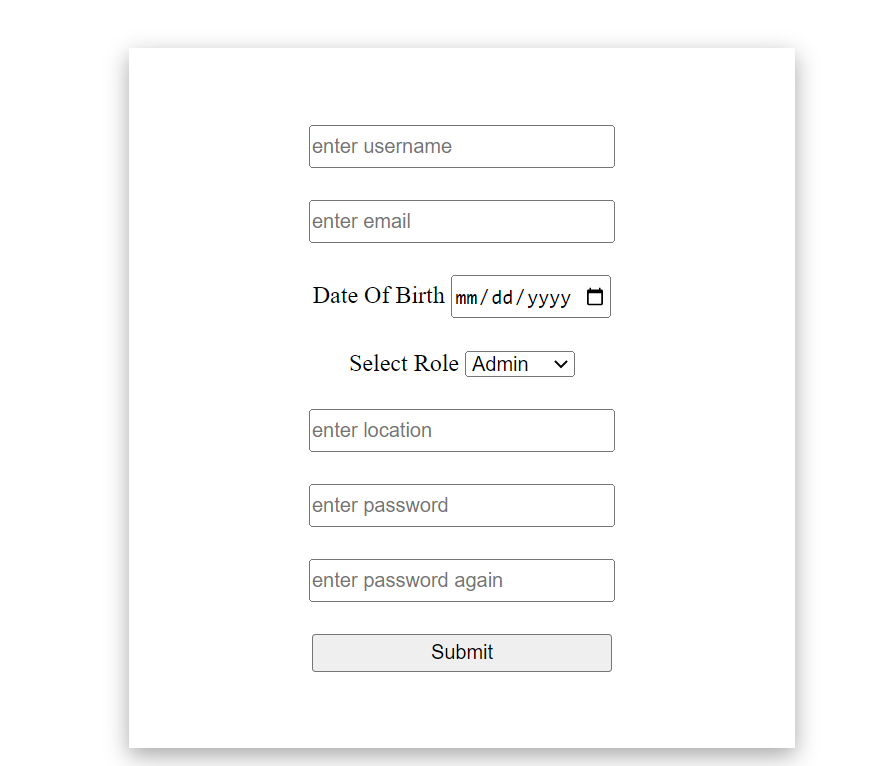 enter username
enter email
Date Of Birth mm/dd/yyyy
Select Role Admin
enter location
enter password
enter password again
Submit